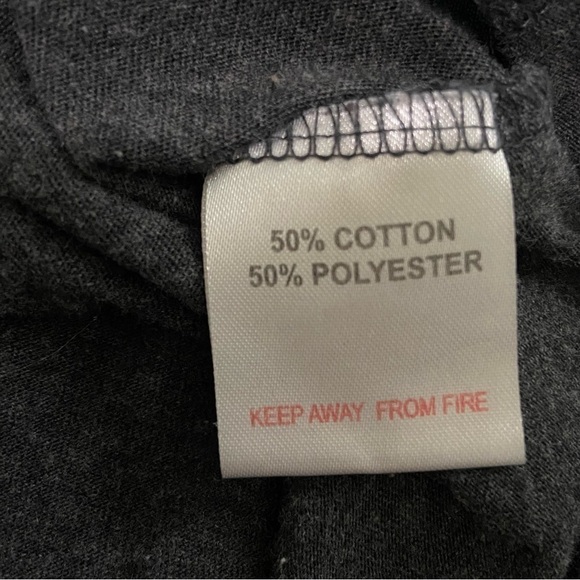 50% COTTON
50% POLYESTER
KEEP AWAY FROM FIRE